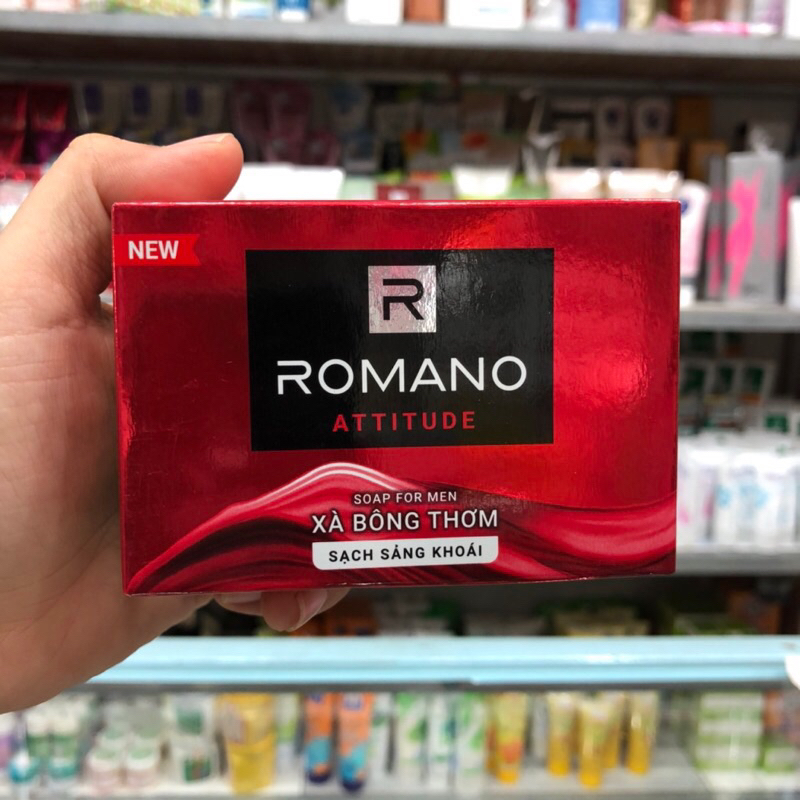 NEW
R
ROMANO
ATTITUDE
SOAP FOR MEN
XÀ BÔNG THƠM
SẠCH SẢNG KHOÁI